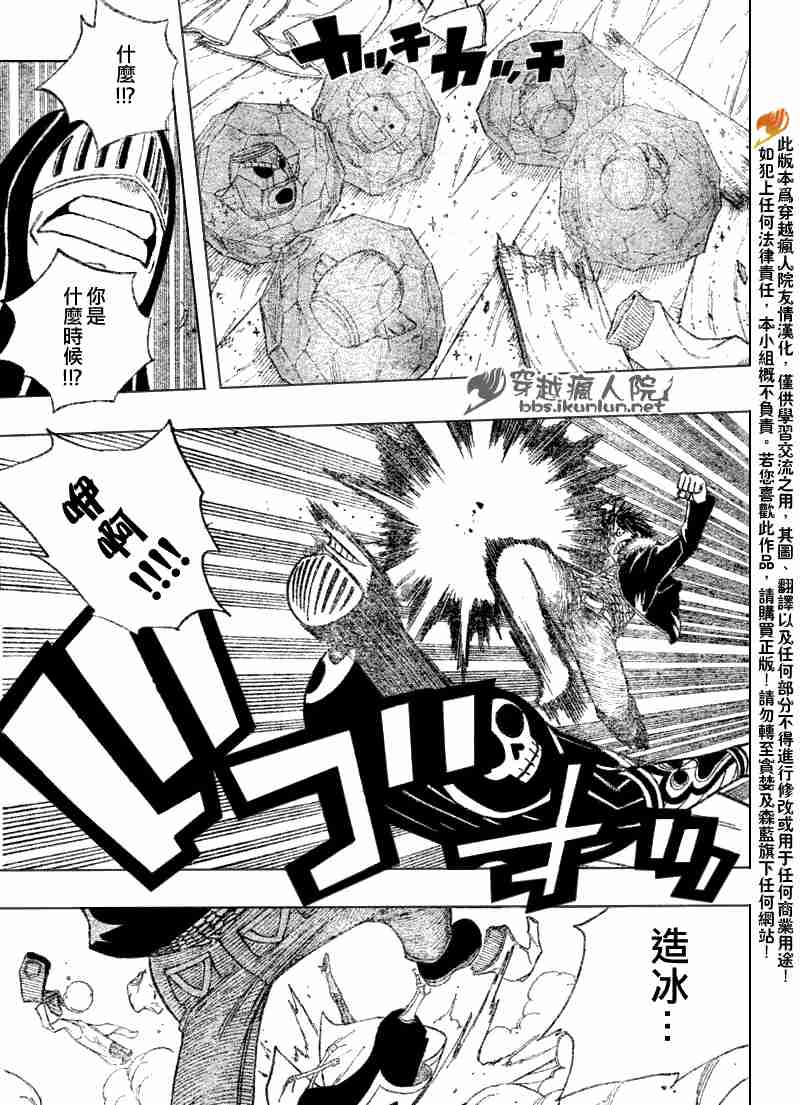 カッチ
カッチ
什麼
!!?
你是
什麼時候!!?
穿越瘋人院
bbs.ikunlun.net
!!!!
ドゴォッ
造冰…
此版本爲穿越瘋人院友情漢化，僅供學習交流之用，其圖、翻譯以及任何部分不得進行修改或用于任何商業用途！
如犯上任何法律責任，本小組概不負責。若您喜歡此作品，請購買正版！請勿轉至貪婪及森藍旗下任何網站！